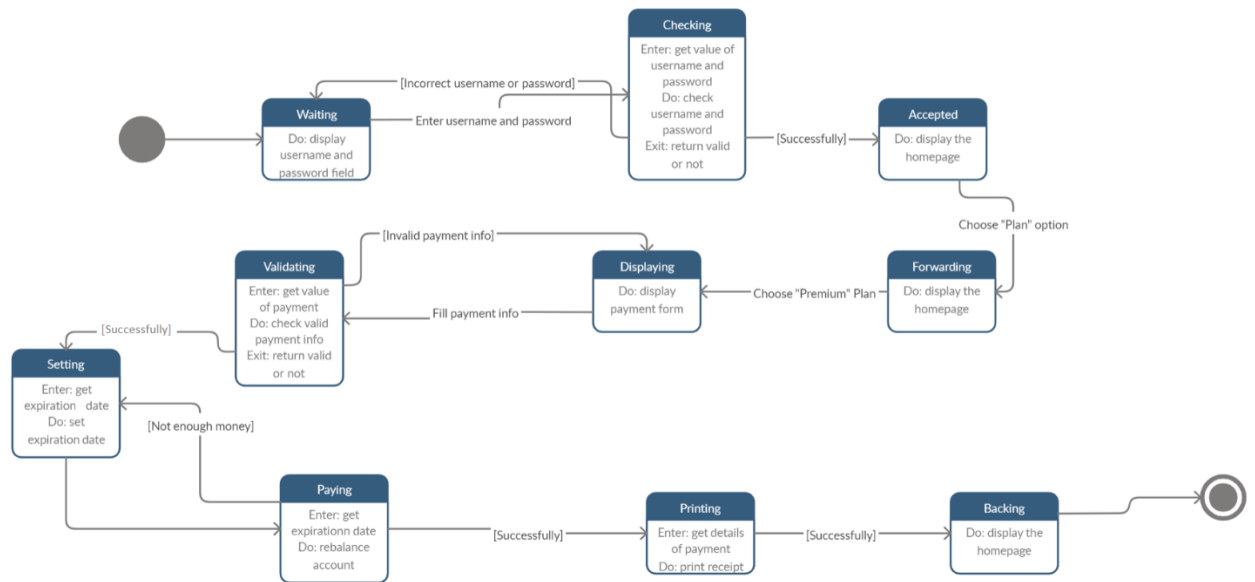 Checking
Enter: get value of
username and
password
Do: check
username and
password
Exit: return valid
or not
[Incorrect username or password]
Waiting
Do: display
username and
password field
Enter username and password
[Successfully]
Accepted
Do: display the
homepage
Choose "Plan" option
Forwarding
Do: display the
homepage
Choose "Premium" Plan
Displaying
Do: display
payment form
[Invalid payment info]
Fill payment info
Validating
Enter: get value
of payment
Do: check valid
payment info
Exit: return valid
or not
[Successfully]
Setting
Enter: get
expiration date
Do: set
expiration date
[Not enough money]
Paying
Enter: get
expirationn date
Do: rebalance
account
[Successfully]
Printing
Enter: get details
of payment
Do: print receipt
[Successfully]
Backing
Do: display the
homepage